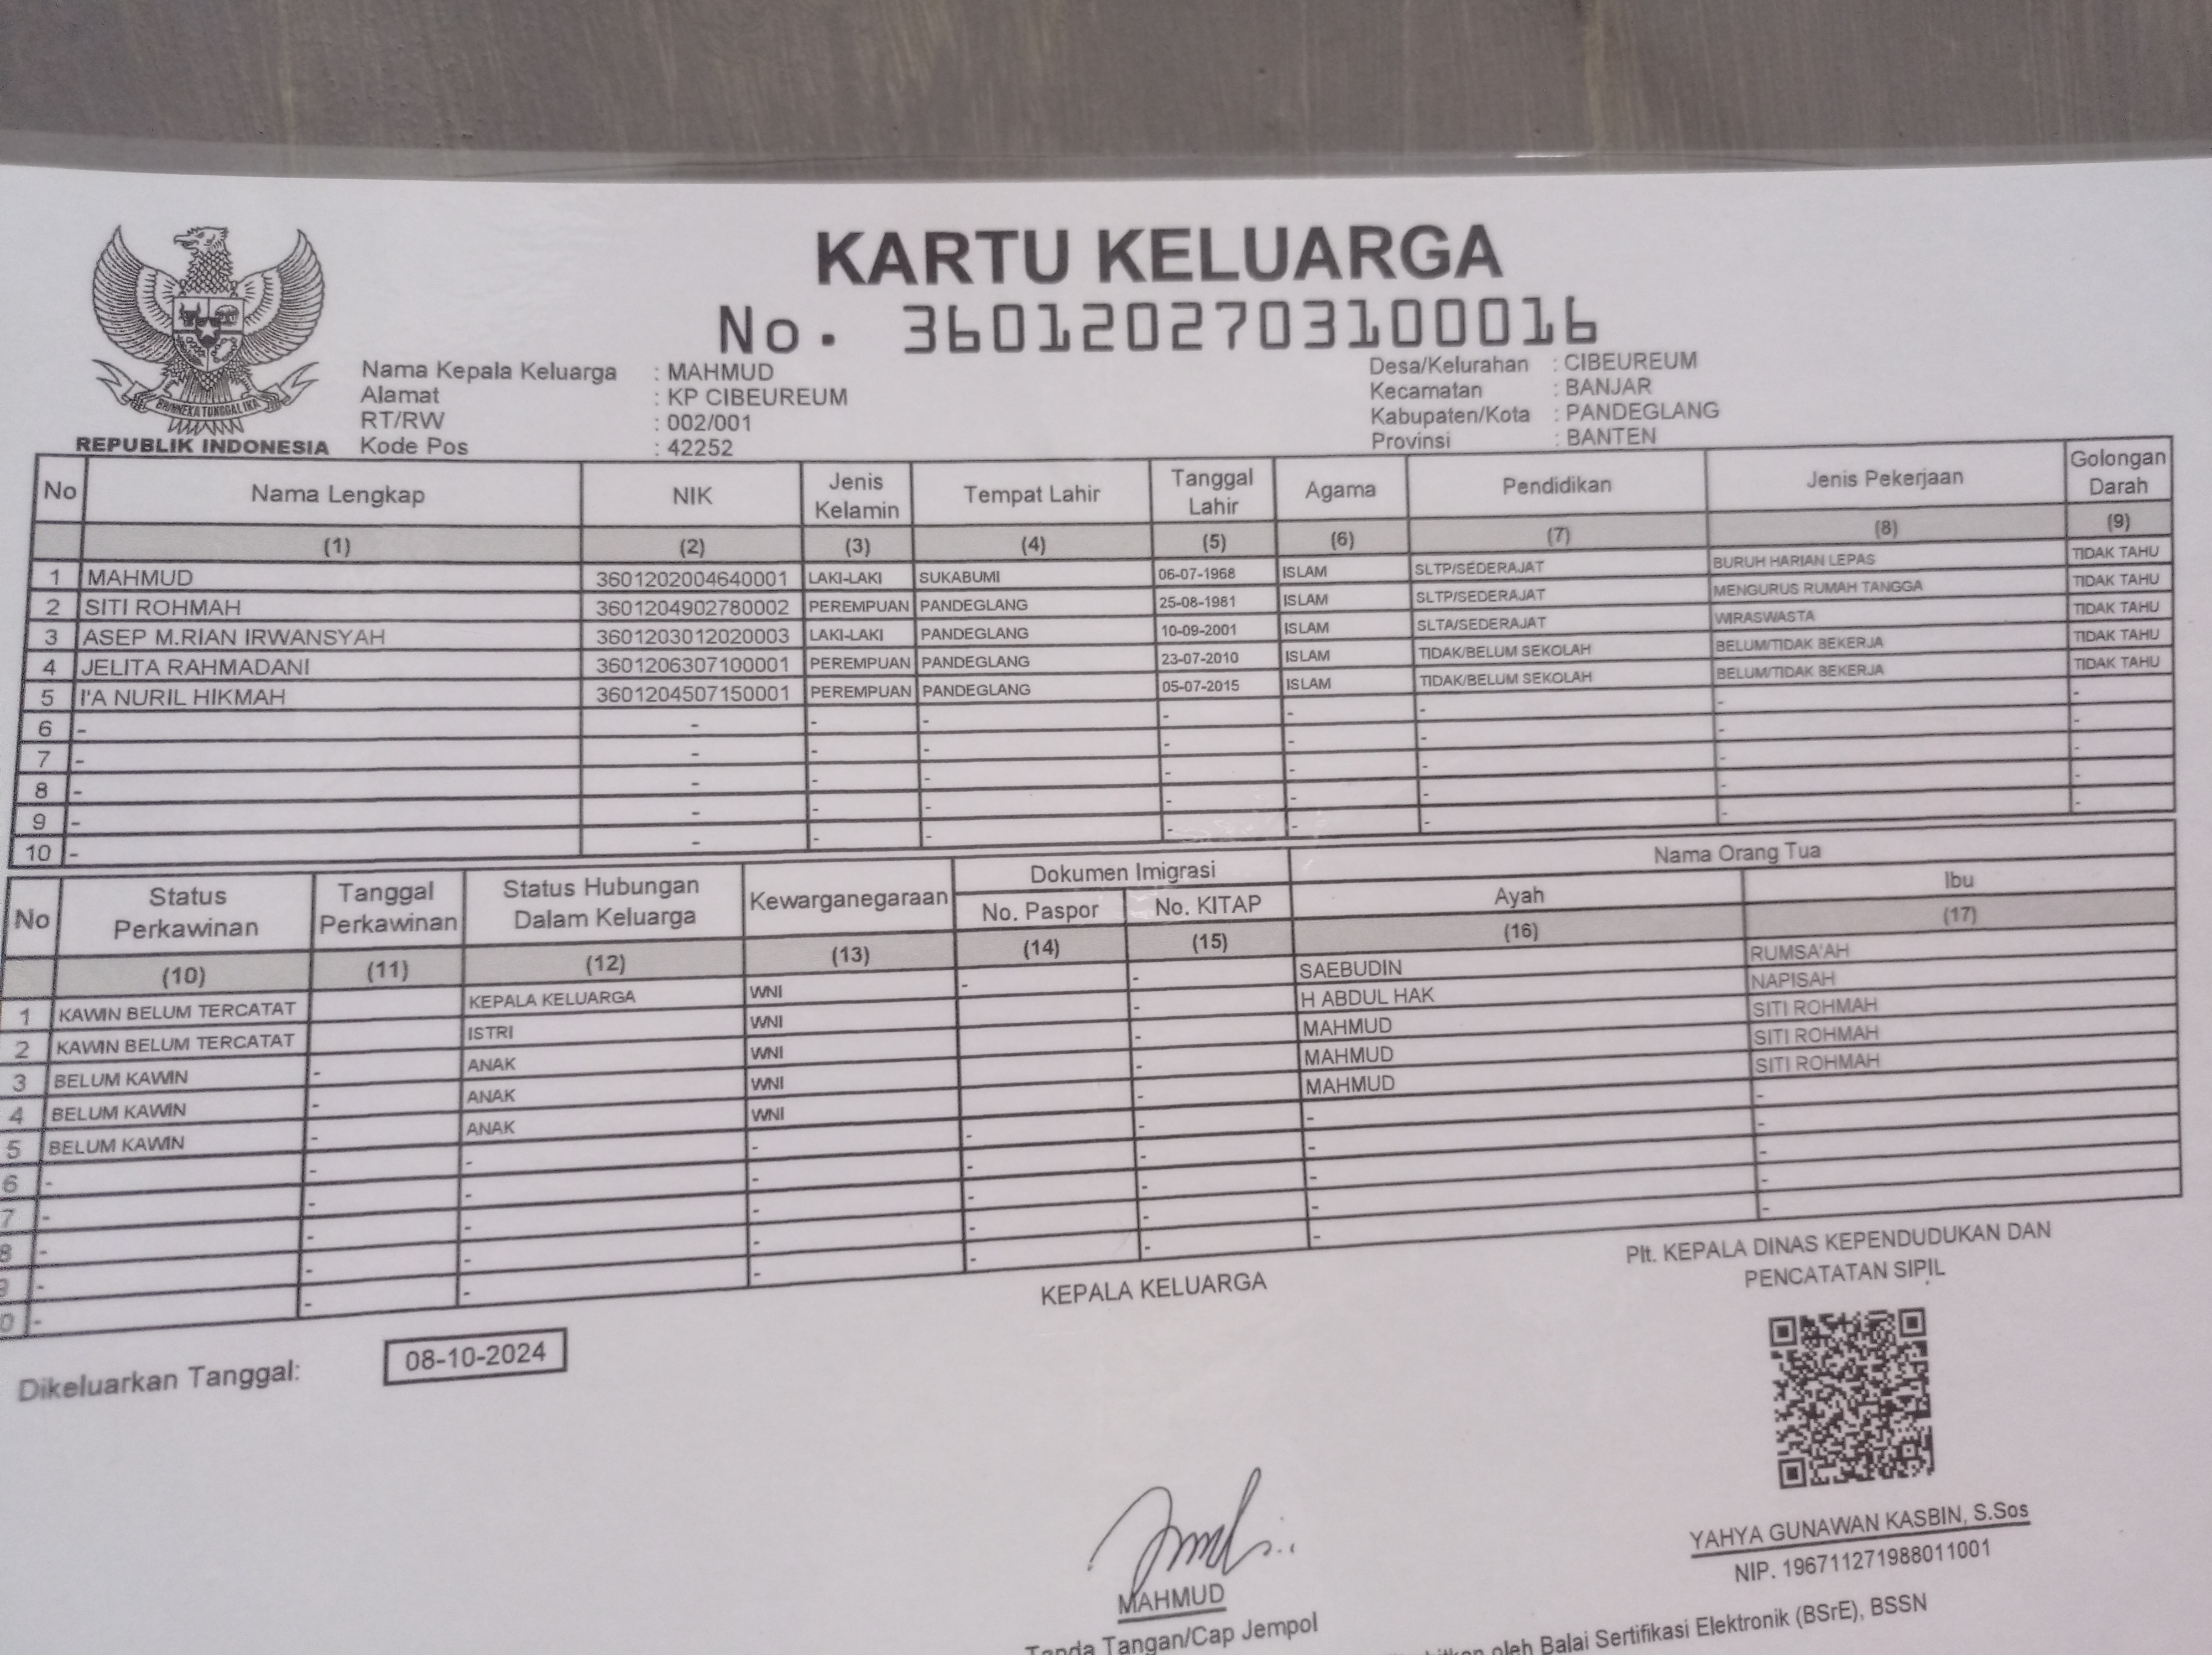 KARTU KELUARGA
No. 3601202703100016
BHINNEKA TUNGGAL IKA
REPUBLIK INDONESIA
Nama Kepala Keluarga : MAHMUD
Alamat : KP CIBEUREUM
RT/RW : 002/001
Kode Pos : 42252
Desa/Kelurahan : CIBEUREUM
Kecamatan : BANJAR
Kabupaten/Kota : PANDEGLANG
Provinsi : BANTEN
No Nama Lengkap NIK Jenis Kelamin Tempat Lahir Tanggal Lahir Agama Pendidikan Jenis Pekerjaan Golongan Darah
(1) (2) (3) (4) (5) (6) (7) (8) (9)
1 MAHMUD 3601202004640001 LAKI-LAKI SUKABUMI 06-07-1968 ISLAM SLTP/SEDERAJAT BURUH HARIAN LEPAS TIDAK TAHU
2 SITI ROHMAH 3601204902780002 PEREMPUAN PANDEGLANG 25-08-1981 ISLAM SLTP/SEDERAJAT MENGURUS RUMAH TANGGA TIDAK TAHU
3 ASEP M.RIAN IRWANSYAH 3601203012020003 LAKI-LAKI PANDEGLANG 10-09-2001 ISLAM SLTA/SEDERAJAT WIRASWASTA TIDAK TAHU
4 JELITA RAHMADANI 3601206307100001 PEREMPUAN PANDEGLANG 23-07-2010 ISLAM TIDAK/BELUM SEKOLAH BELUM/TIDAK BEKERJA TIDAK TAHU
5 I'A NURIL HIKMAH 3601204507150001 PEREMPUAN PANDEGLANG 05-07-2015 ISLAM TIDAK/BELUM SEKOLAH BELUM/TIDAK BEKERJA TIDAK TAHU
6 - - - - - - - - -
7 - - - - - - - - -
8 - - - - - - - - -
9 - - - - - - - - -
10 - - - - - - - - -
No Status Perkawinan Tanggal Perkawinan Status Hubungan Dalam Keluarga Kewarganegaraan Dokumen Imigrasi Nama Orang Tua
No. Paspor No. KITAP Ayah Ibu
(10) (11) (12) (13) (14) (15) (16) (17)
1 KAWIN BELUM TERCATAT KEPALA KELUARGA WNI - - SAEBUDIN RUMSA'AH
2 KAWIN BELUM TERCATAT ISTRI WNI - H ABDUL HAK NAPISAH
3 BELUM KAWIN - ANAK WNI - MAHMUD SITI ROHMAH
4 BELUM KAWIN - ANAK WNI - MAHMUD SITI ROHMAH
5 BELUM KAWIN - ANAK WNI - MAHMUD SITI ROHMAH
6 - - - - - - - -
7 - - - - - - - -
8 - - - - - - - -
9 - - - - - - - -
0 - - - - - - - -
Dikeluarkan Tanggal: 08-10-2024
KEPALA KELUARGA
MAHMUD
Tanda Tangan/Cap Jempol
Plt. KEPALA DINAS KEPENDUDUKAN DAN
PENCATATAN SIPIL
YAHYA GUNAWAN KASBIN, S.Sos
NIP. 196711271988011001
oleh Balai Sertifikasi Elektronik (BSrE), BSSN